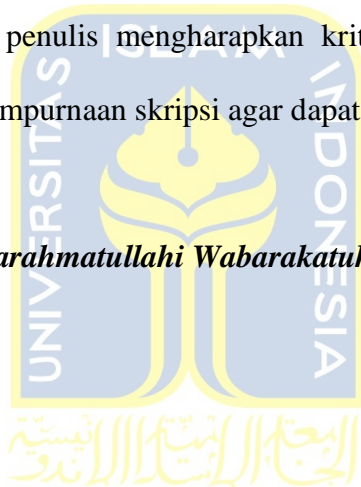 penulis mengharapkan krit
mpurnaan skripsi agar dapat
arahmatullahi Wabarakatuh
UNIVERSITAS
ISLAM
INDONESIA